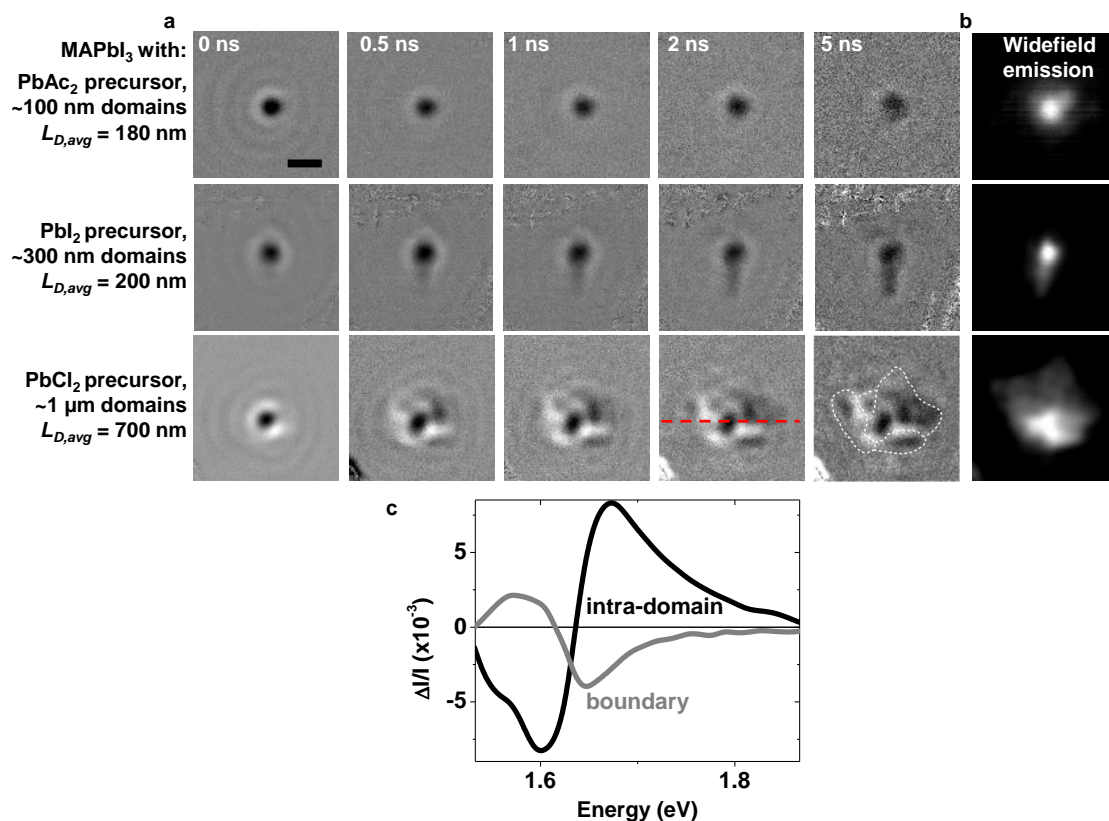 a
b
MAPbI3 with:
0 ns
0.5 ns
1 ns
2 ns
5 ns
Widefield
emission
PbAc2 precursor,
~100 nm domains
LD,avg = 180 nm
PbI2 precursor,
~300 nm domains
LD,avg = 200 nm
PbCl2 precursor,
~1 µm domains
LD,avg = 700 nm
c
ΔI/I (x10-3)
5
0
-5
intra-domain
boundary
1.6
1.8
Energy (eV)